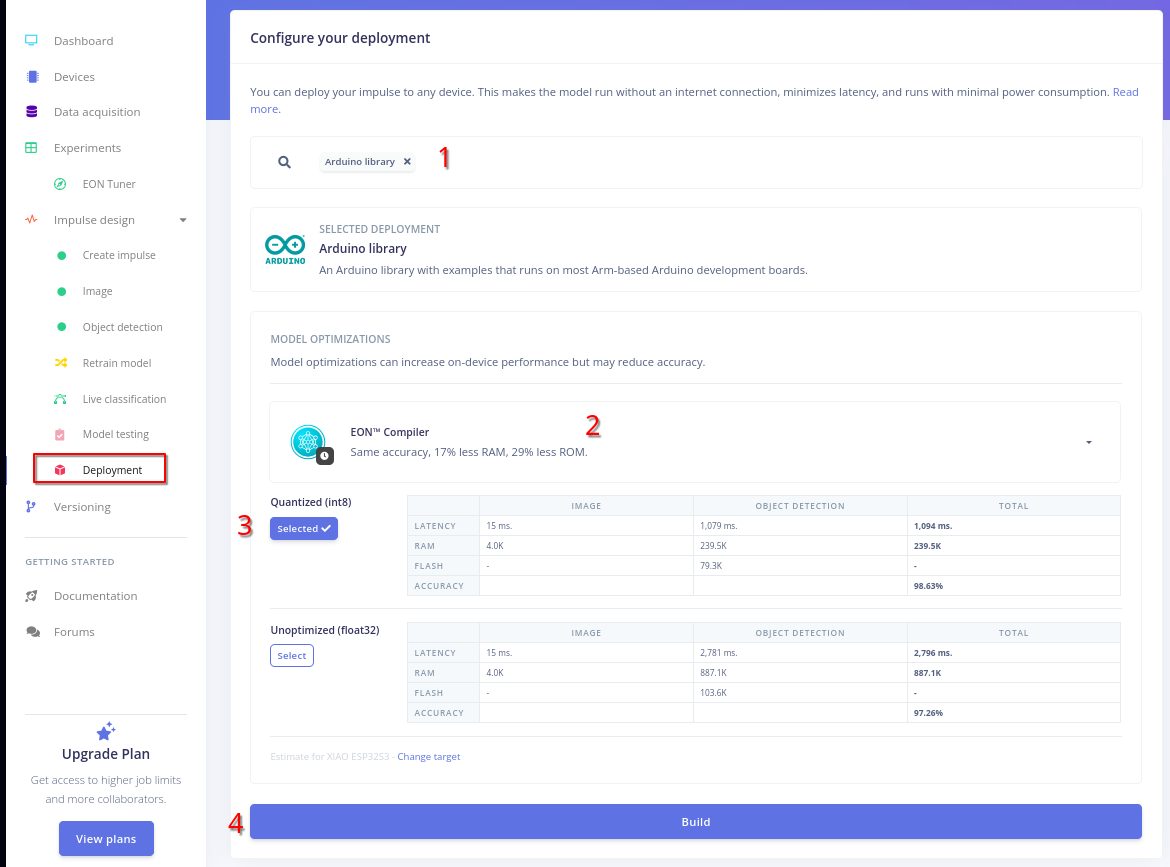 Dashboard
Devices
Data acquisition
Experiments
EON Tuner
Impulse design
Create impulse
Image
Object detection
Retrain model
Live classification
Model testing
Deployment
Versioning
GETTING STARTED
Documentation
Forums
Upgrade Plan
Get access to higher job limits
and more collaborators.
View plans
Configure your deployment
You can deploy your impulse to any device. This makes the model run without an internet connection, minimizes latency, and runs with minimal power consumption. Read
more.
Arduino library × 1
SELECTED DEPLOYMENT
Arduino library
An Arduino library with examples that runs on most Arm-based Arduino development boards.
ARDUINO
MODEL OPTIMIZATIONS
Model optimizations can increase on-device performance but may reduce accuracy.
EON™ Compiler 2
Same accuracy, 17% less RAM, 29% less ROM.
Quantized (int8)
3 Selected
IMAGE OBJECT DETECTION TOTAL
LATENCY 15 ms. 1,079 ms. 1,094 ms.
RAM 4.0K 239.5K 239.5K
FLASH - 79.3K -
ACCURACY 98.63%
Unoptimized (float32)
Select
IMAGE OBJECT DETECTION TOTAL
LATENCY 15 ms. 2,781 ms. 2,796 ms.
RAM 4.0K 887.1K 887.1K
FLASH - 103.6K -
ACCURACY 97.26%
Estimate for XIAO ESP32S3 - Change target
4 Build